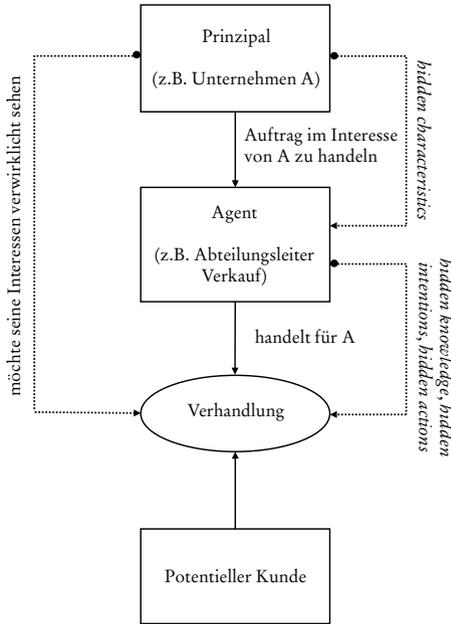 Prinzipal
(z.B. Unternehmen A)
möchte seine Interessen verwirklicht sehen
hidden characteristics
Auftrag im Interesse
von A zu handeln
Agent
(z.B. Abteilungsleiter
Verkauf)
hidden knowledge, hidden
intentions, hidden actions
handelt für A
Verhandlung
Potentieller Kunde